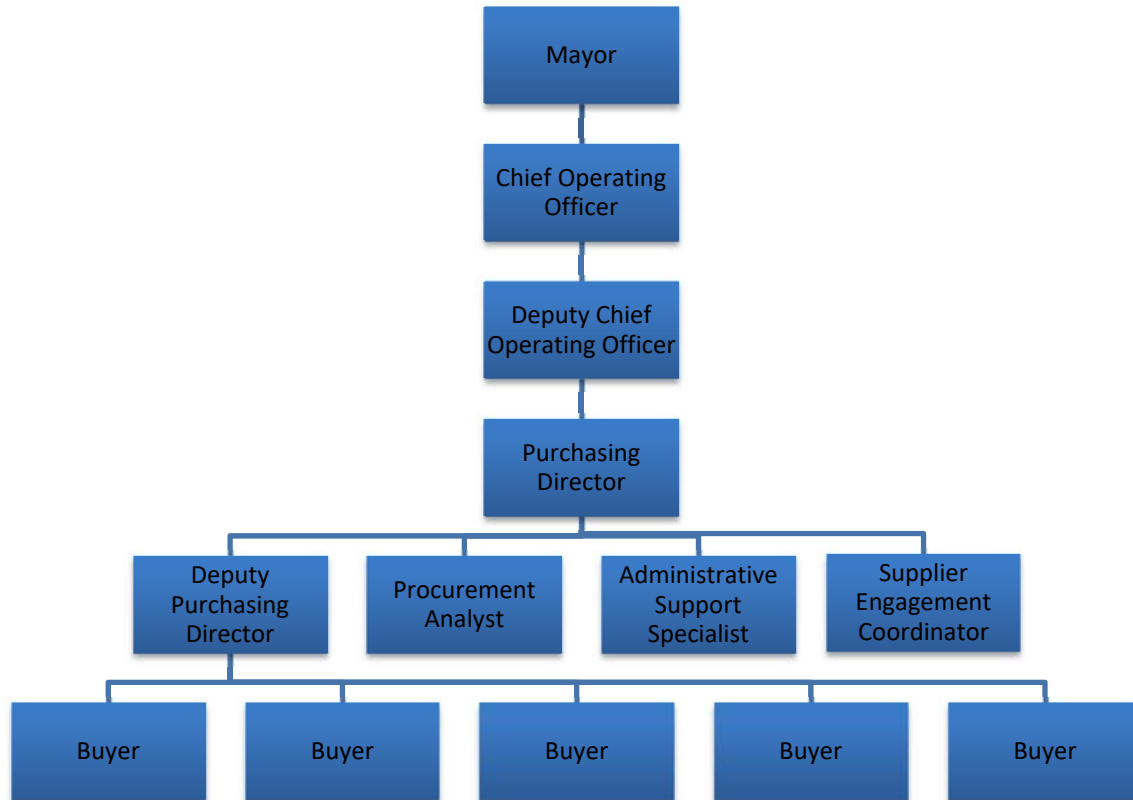 Mayor
Chief Operating
Officer
Deputy Chief
Operating Officer
Purchasing
Director
Deputy
Purchasing
Director
Procurement
Analyst
Administrative
Support
Specialist
Supplier
Engagement
Coordinator
Buyer
Buyer
Buyer
Buyer
Buyer